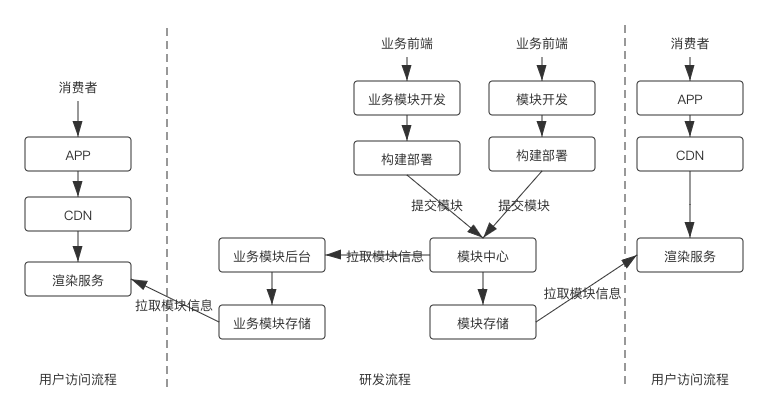 业务前端
业务前端
消费者
消费者
业务模块开发
模块开发
APP
APP
构建部署
构建部署
CDN
CDN
提交模块
提交模块
业务模块后台
拉取模块信息
模块中心
渲染服务
渲染服务
拉取模块信息
拉取模块信息
业务模块存储
模块存储
用户访问流程
研发流程
用户访问流程